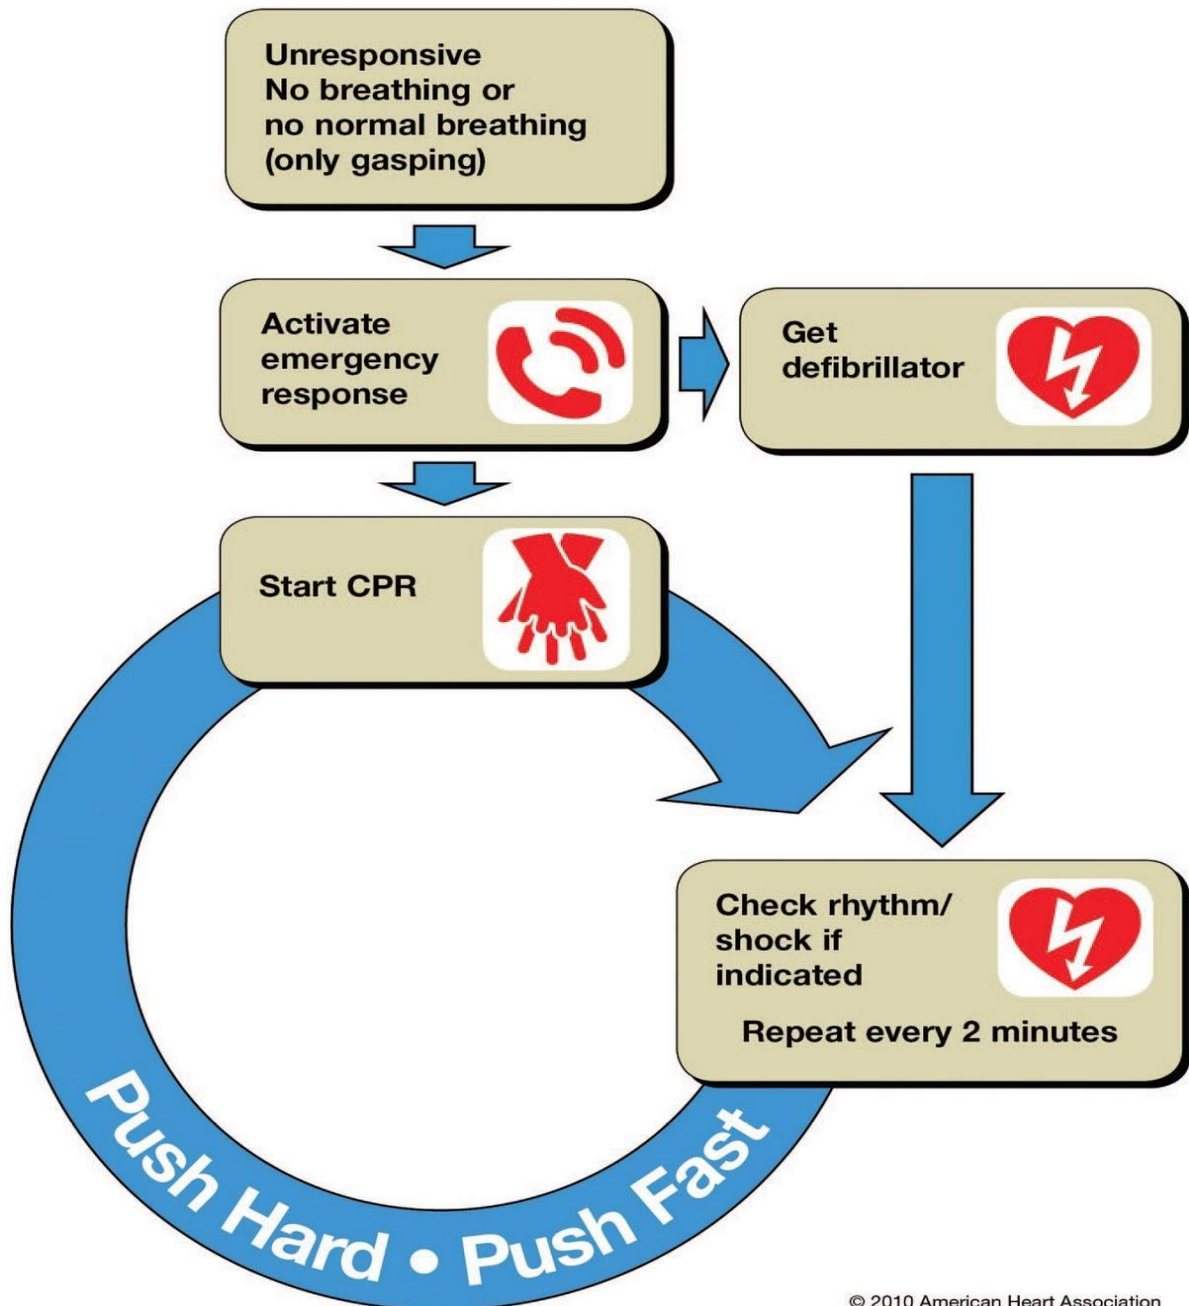 Unresponsive
No breathing or
no normal breathing
(only gasping)
Activate
emergency
response
Get
defibrillator
Start CPR
Check rhythm/
shock if
indicated
Repeat every 2 minutes
Push Hard • Push Fast
© 2010 American Heart Association